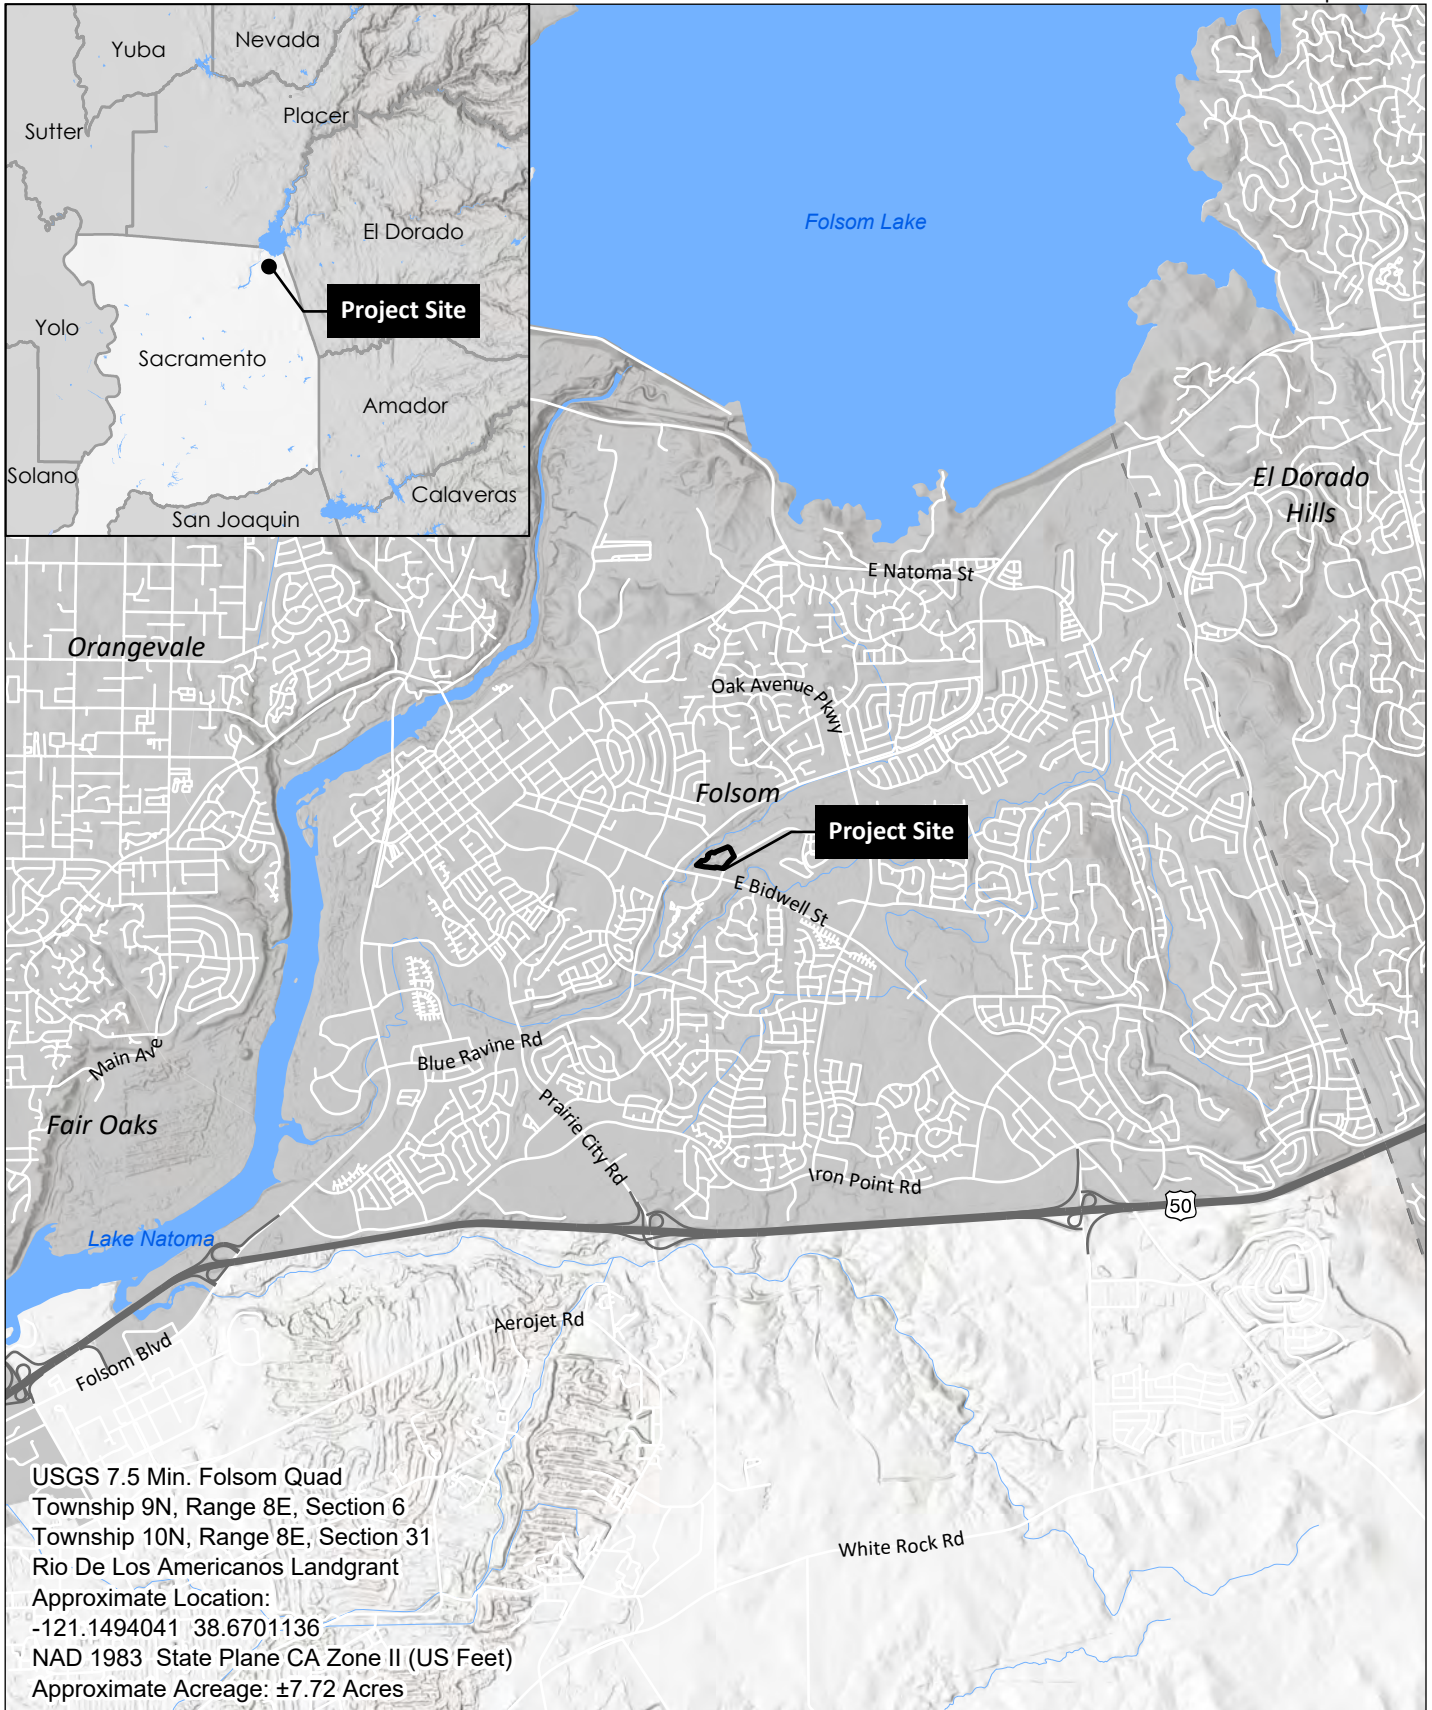 Yuba
Nevada
Placer
Sutter
El Dorado
Project Site
Yolo
Sacramento
Amador
Solano
Calaveras
San Joaquin
Folsom Lake
El Dorado
Hills
E Natoma St
Orangevale
Oak Avenue Pkwy
Folsom
Project Site
E Bidwell St
Blue Ravine Rd
Main Ave
Fair Oaks
Prairie City Rd
Iron Point Rd
50
Lake Natoma
Aerojet Rd
Folsom Blvd
White Rock Rd
USGS 7.5 Min. Folsom Quad
Township 9N, Range 8E, Section 6
Township 10N, Range 8E, Section 31
Rio De Los Americanos Landgrant
Approximate Location:
-121.1494041 38.6701136
NAD 1983 State Plane CA Zone II (US Feet)
Approximate Acreage: ±7.72 Acres